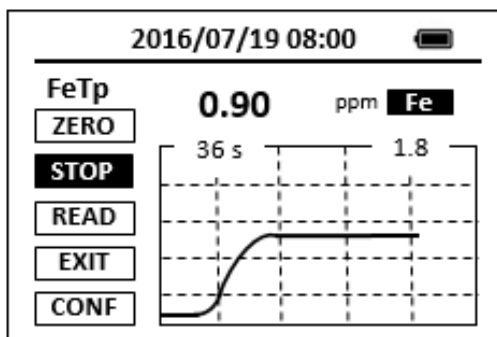 2016/07/19 08:00
FeTp
0.90 ppm Fe
ZERO
36 s 1.8
STOP
READ
EXIT
CONF